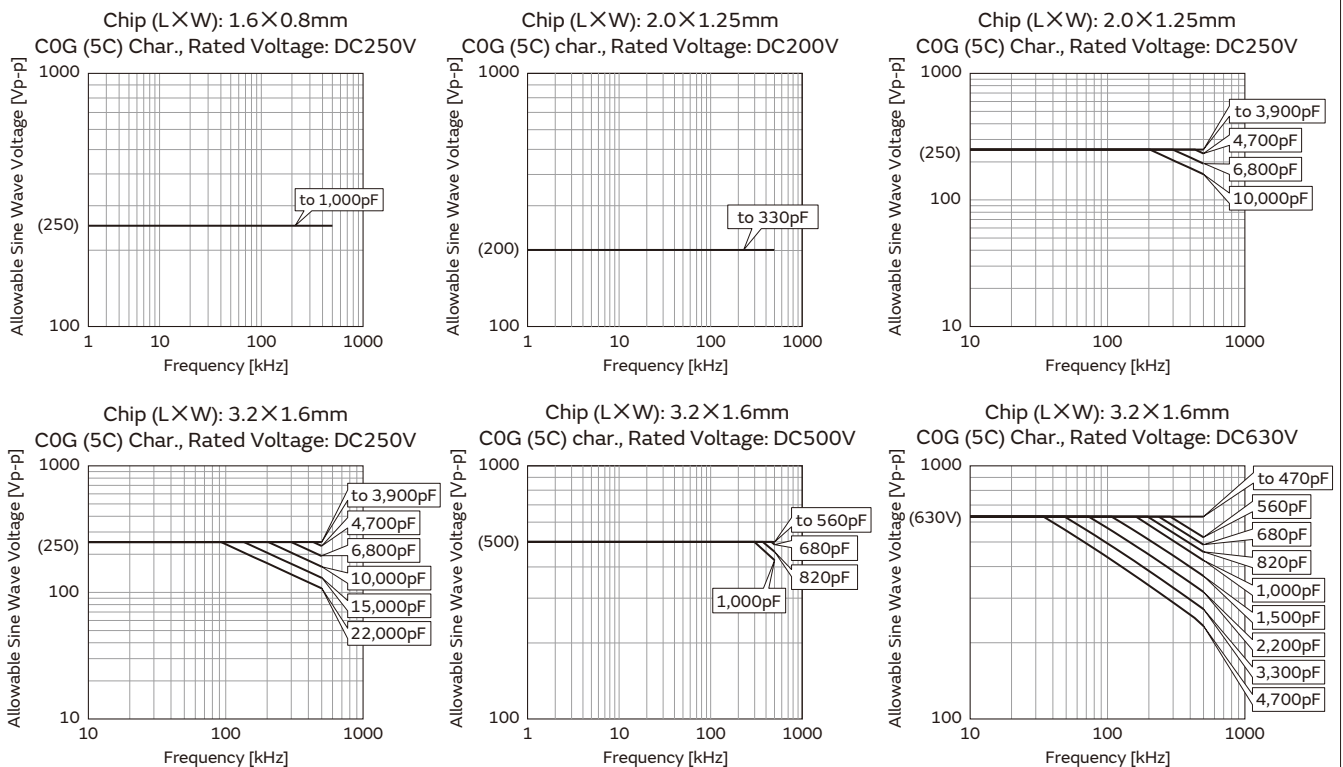 Chip (L×W): 1.6×0.8mm
C0G (5C) Char., Rated Voltage: DC250V
Allowable Sine Wave Voltage [Vp-p]
1000
(250)
100
to 1,000pF
1
10
100
1000
Frequency [kHz]
Chip (L×W): 2.0×1.25mm
C0G (5C) char., Rated Voltage: DC200V
Allowable Sine Wave Voltage [Vp-p]
1000
(200)
100
to 330pF
1
10
100
1000
Frequency [kHz]
Chip (L×W): 2.0×1.25mm
C0G (5C) Char., Rated Voltage: DC250V
Allowable Sine Wave Voltage [Vp-p]
1000
(250)
100
10
to 3,900pF
4,700pF
6,800pF
10,000pF
10
100
1000
Frequency [kHz]
Chip (L×W): 3.2×1.6mm
C0G (5C) Char., Rated Voltage: DC250V
Allowable Sine Wave Voltage [Vp-p]
1000
(250)
100
10
to 3,900pF
4,700pF
6,800pF
10,000pF
15,000pF
22,000pF
10
100
1000
Frequency [kHz]
Chip (L×W): 3.2×1.6mm
C0G (5C) char., Rated Voltage: DC500V
Allowable Sine Wave Voltage [Vp-p]
1000
(500)
100
to 560pF
680pF
820pF
1,000pF
1
10
100
1000
Frequency [kHz]
Chip (L×W): 3.2×1.6mm
C0G (5C) Char., Rated Voltage: DC630V
Allowable Sine Wave Voltage [Vp-p]
1000
(630V)
100
to 470pF
560pF
680pF
820pF
1,000pF
1,500pF
2,200pF
3,300pF
4,700pF
10
100
1000
Frequency [kHz]